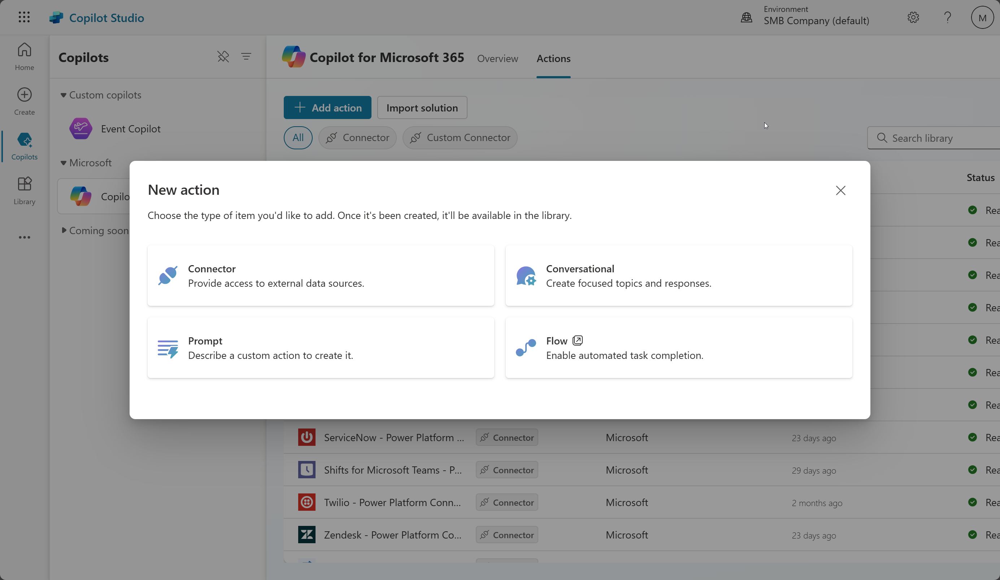 Copilot Studio
Environment
SMB Company (default)
M
Home
Create
Copilots
Library
Copilots
Custom copilots
Event Copilot
Microsoft
Copilo
Coming soon
Copilot for Microsoft 365
Overview
Actions
Add action
Import solution
All
Connector
Custom Connector
Search library
Status
New action
Choose the type of item you'd like to add. Once it's been created, it'll be available in the library.
Connector
Provide access to external data sources.
Conversational
Create focused topics and responses.
Prompt
Describe a custom action to create it.
Flow
Enable automated task completion.
Rea
Rea
Rea
Rea
Rea
Rea
Rea
ServiceNow - Power Platform ... Connector Microsoft 23 days ago Rea
Shifts for Microsoft Teams - P... Connector Microsoft 29 days ago Rea
Twilio - Power Platform Conn... Connector Microsoft 2 months ago Rea
Zendesk - Power Platform Co... Connector Microsoft 23 days ago Rea